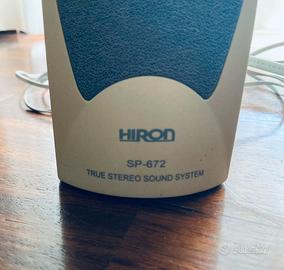 HIRON
SP-672
TRUE STEREO SOUND SYSTEM